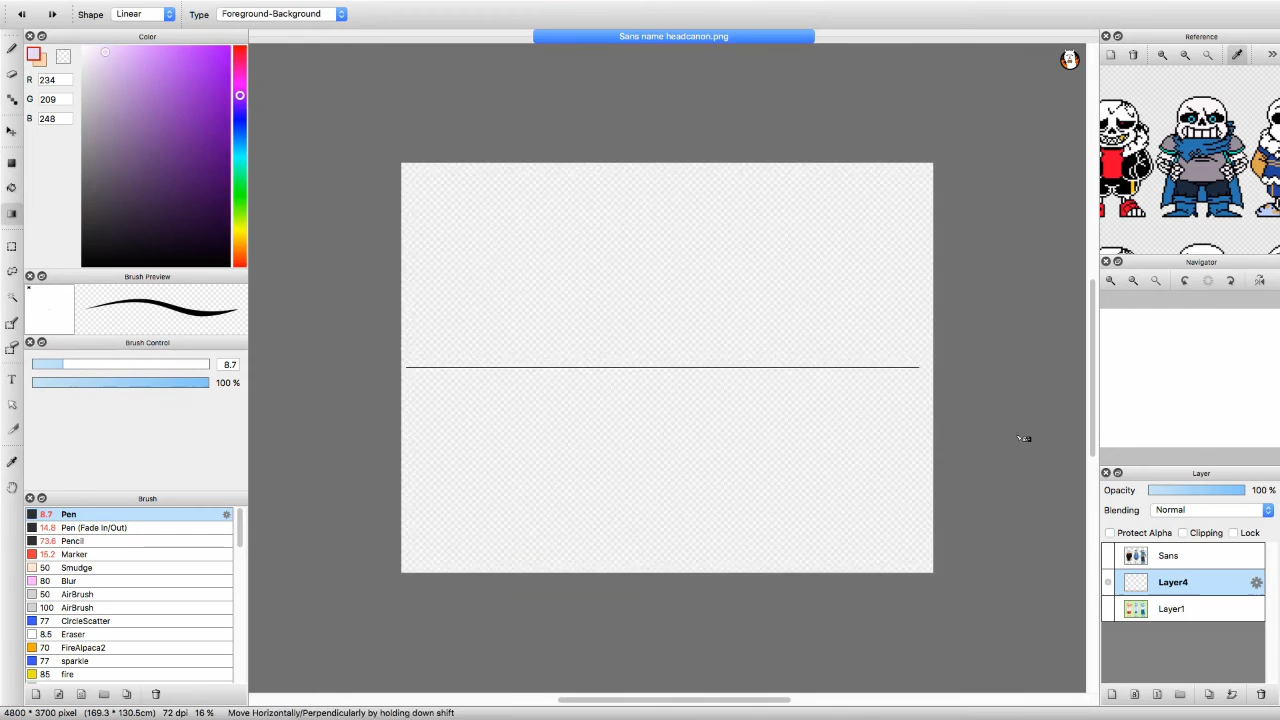 Shape Linear Type Foreground-Background
Color
Sans name headcanon.png
Reference
R 234
G 209
B 248
Brush Preview
Brush Control
8.7
100 %
Brush
8.7 Pen
14.8 Pen (Fade In/Out)
73.6 Pencil
15.2 Marker
50 Smudge
80 Blur
50 AirBrush
100 AirBrush
77 CircleScatter
8.5 Eraser
70 FireAlpaca2
77 sparkle
85 fire
Navigator
Layer
Opacity 100 %
Blending Normal
Protect Alpha Clipping Lock
Sans
Layer4
Layer1
4800 * 3700 pixel (169.3 * 130.5cm) 72 dpi 16 % Move Horizontally/Perpendicularly by holding down shift